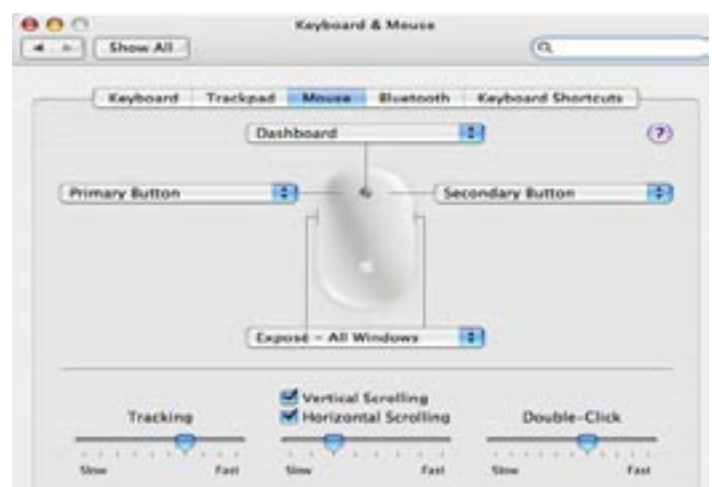 Keyboard & Mouse
Show All
Keyboard Trackpad Mouse Bluetooth Keyboard Shortcuts
Dashboard
?
Primary Button Secondary Button
Exposé - All Windows
Vertical Scrolling
Tracking Horizontal Scrolling Double-Click
Slow Fast Slow Fast Slow Fast